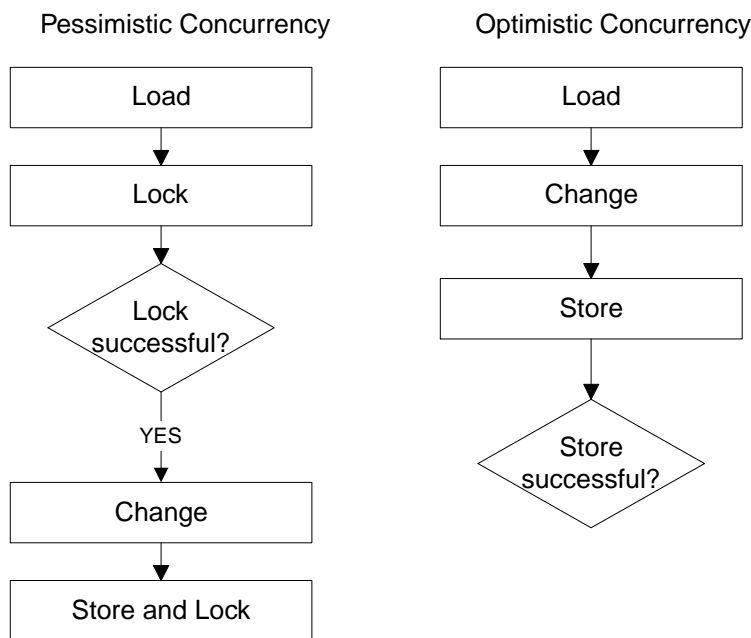 Pessimistic Concurrency
Load
Lock
Lock
successful?
YES
Change
Store and Lock
Optimistic Concurrency
Load
Change
Store
Store
successful?